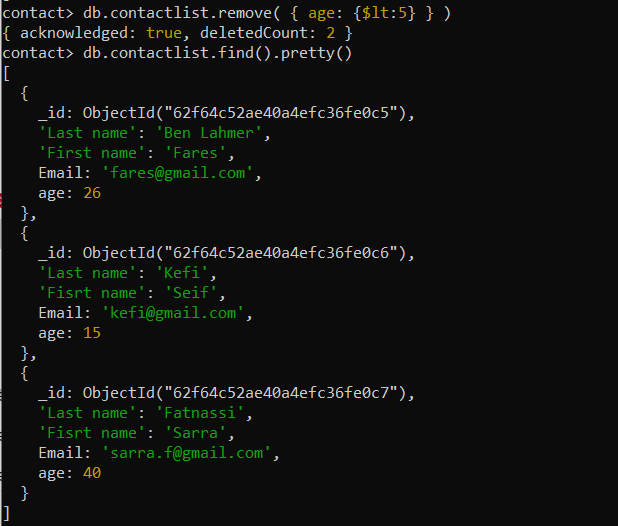 contact> db.contactlist.remove( { age: {$lt:5} } )
{ acknowledged: true, deletedCount: 2 }
contact> db.contactlist.find().pretty()
[
  {
    _id: ObjectId("62f64c52ae40a4efc36fe0c5"),
    'Last name': 'Ben Lahmer',
    'First name': 'Fares',
    Email: 'fares@gmail.com',
    age: 26
  },
  {
    _id: ObjectId("62f64c52ae40a4efc36fe0c6"),
    'Last name': 'Kefi',
    'Fisrt name': 'Seif',
    Email: 'kefi@gmail.com',
    age: 15
  },
  {
    _id: ObjectId("62f64c52ae40a4efc36fe0c7"),
    'Last name': 'Fatnassi',
    'Fisrt name': 'Sarra',
    Email: 'sarra.f@gmail.com',
    age: 40
  }
]